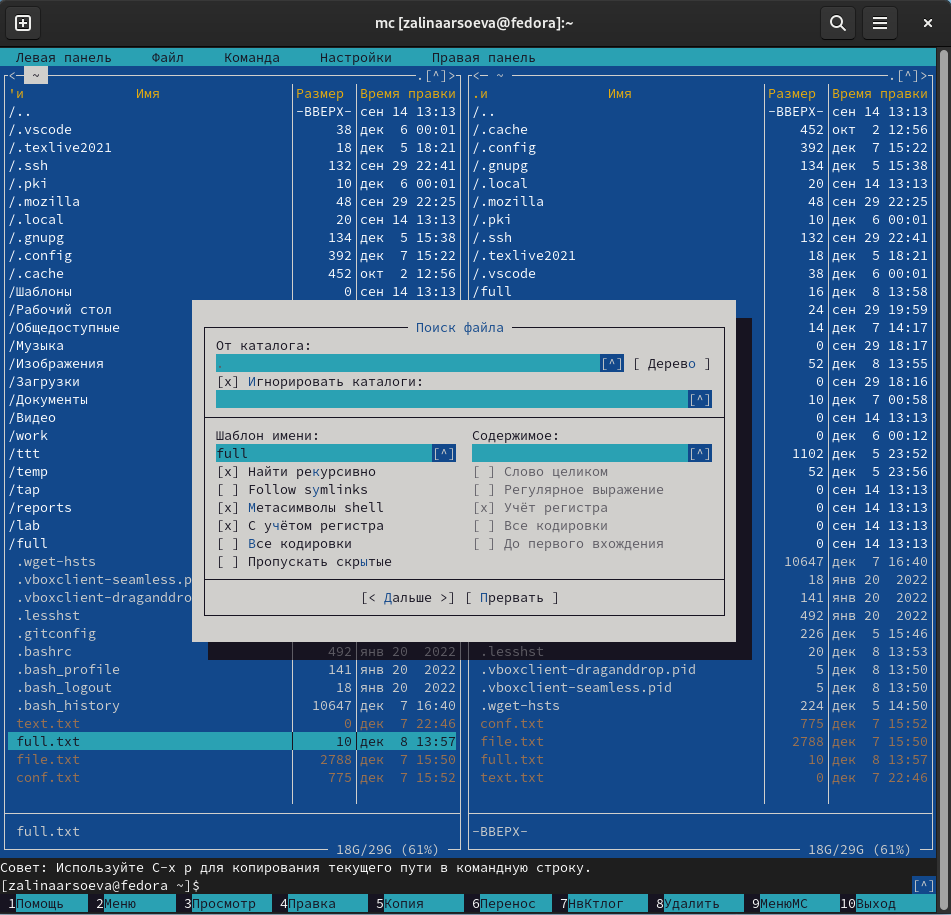 mc [zalinaarsoeva@fedora]:~
Левая панель Файл Команда Настройки Правая панель
<─ ~ .[^]> <─ ~ .[^]>
'и Имя Размер Время правки .и Имя Размер Время правки
/.. -ВВЕРХ- сен 14 13:13 /.. -ВВЕРХ- сен 14 13:13
/.vscode 38 дек 6 00:01 /.cache 452 окт 2 12:56
/.texlive2021 18 дек 5 18:21 /.config 392 дек 7 15:22
/.ssh 132 сен 29 22:41 /.gnupg 134 дек 5 15:38
/.pki 10 дек 6 00:01 /.local 20 сен 14 13:13
/.mozilla 48 сен 29 22:25 /.mozilla 48 сен 29 22:25
/.local 20 сен 14 13:13 /.pki 10 дек 6 00:01
/.gnupg 134 дек 5 15:38 /.ssh 132 сен 29 22:41
/.config 392 дек 7 15:22 /.texlive2021 18 дек 5 18:21
/.cache 452 окт 2 12:56 /.vscode 38 дек 6 00:01
/Шаблоны 0 сен 14 13:13 /full 16 дек 8 13:58
/Рабочий стол 24 сен 29 19:59
/Общедоступные Поиск файла 14 дек 7 14:17
/Музыка От каталога: 0 сен 29 18:17
/Изображения . [^] [ Дерево ] 52 дек 8 13:55
/Загрузки [x] Игнорировать каталоги: 0 сен 29 18:16
/Документы [^] 10 дек 7 00:58
/Видео 0 сен 14 13:13
/work Шаблон имени: Содержимое: 0 дек 6 00:12
/ttt full [^] [^] 1102 дек 5 23:52
/temp [x] Найти рекурсивно [ ] Слово целиком 52 дек 5 23:56
/tap [ ] Follow symlinks [ ] Регулярное выражение 0 сен 14 13:13
/reports [x] Метасимволы shell [x] Учёт регистра 0 сен 14 13:13
/lab [x] С учётом регистра [ ] Все кодировки 0 сен 14 13:13
/full [ ] Все кодировки [ ] До первого вхождения 0 сен 14 13:13
.wget-hsts [ ] Пропускать скрытые 10647 дек 7 16:40
.vboxclient-seamless.p 18 янв 20 2022
.vboxclient-draganddro [< Дальше >] [ Прервать ] 141 янв 20 2022
.lesshst 492 янв 20 2022
.gitconfig 226 дек 5 15:46
.bashrc 492 янв 20 2022 .lesshst 20 дек 8 13:53
.bash_profile 141 янв 20 2022 .vboxclient-draganddrop.pid 5 дек 8 13:50
.bash_logout 18 янв 20 2022 .vboxclient-seamless.pid 5 дек 8 13:50
.bash_history 10647 дек 7 16:40 .wget-hsts 224 дек 5 14:50
text.txt 0 дек 7 22:46 conf.txt 775 дек 7 15:52
full.txt 10 дек 8 13:57 file.txt 2788 дек 7 15:50
file.txt 2788 дек 7 15:50 full.txt 10 дек 8 13:57
conf.txt 775 дек 7 15:52 text.txt 0 дек 7 22:46
full.txt -ВВЕРХ-
18G/29G (61%) 18G/29G (61%)
Совет: Используйте C-x p для копирования текущего пути в командную строку.
[zalinaarsoeva@fedora ~]$ [^]
1Помощь 2Меню 3Просмотр 4Правка 5Копия 6Перенос 7НвКтлог 8Удалить 9МенюМС 10Выход